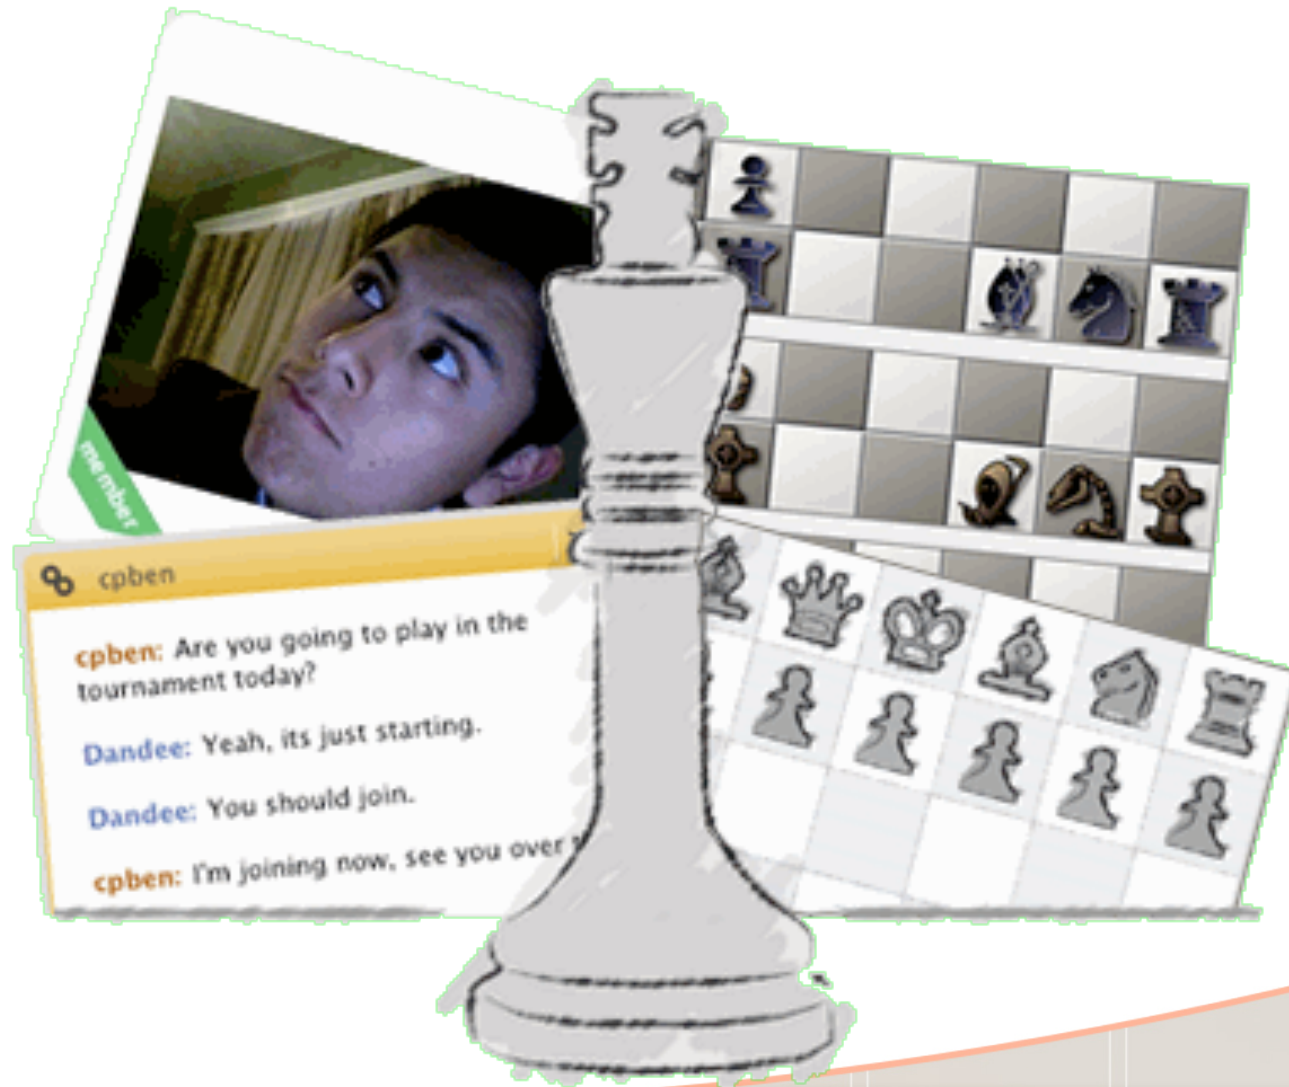 member
cpben
cpben: Are you going to play in the
tournament today?
Dandee: Yeah, its just starting.
Dandee: You should join.
cpben: I'm joining now, see you over